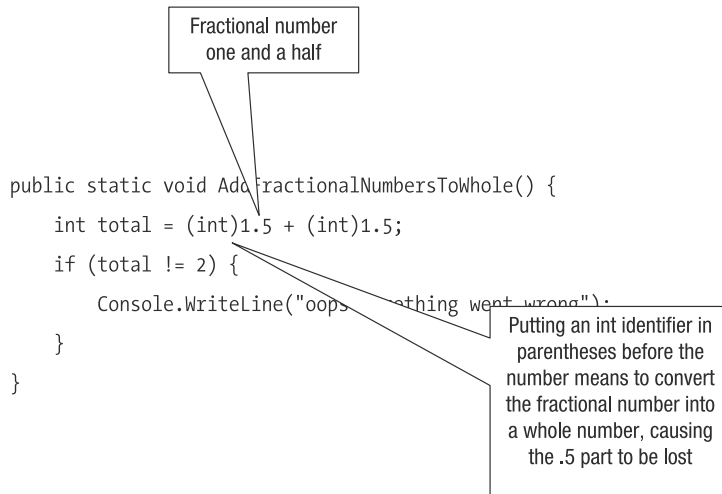 Fractional number
one and a half
public static void AddFractionalNumbersToWhole() {
int total = (int)1.5 + (int)1.5;
if (total != 2) {
Console.WriteLine("oops something went wrong");
}
}
Putting an int identifier in
parentheses before the
number means to convert
the fractional number into
a whole number, causing
the .5 part to be lost